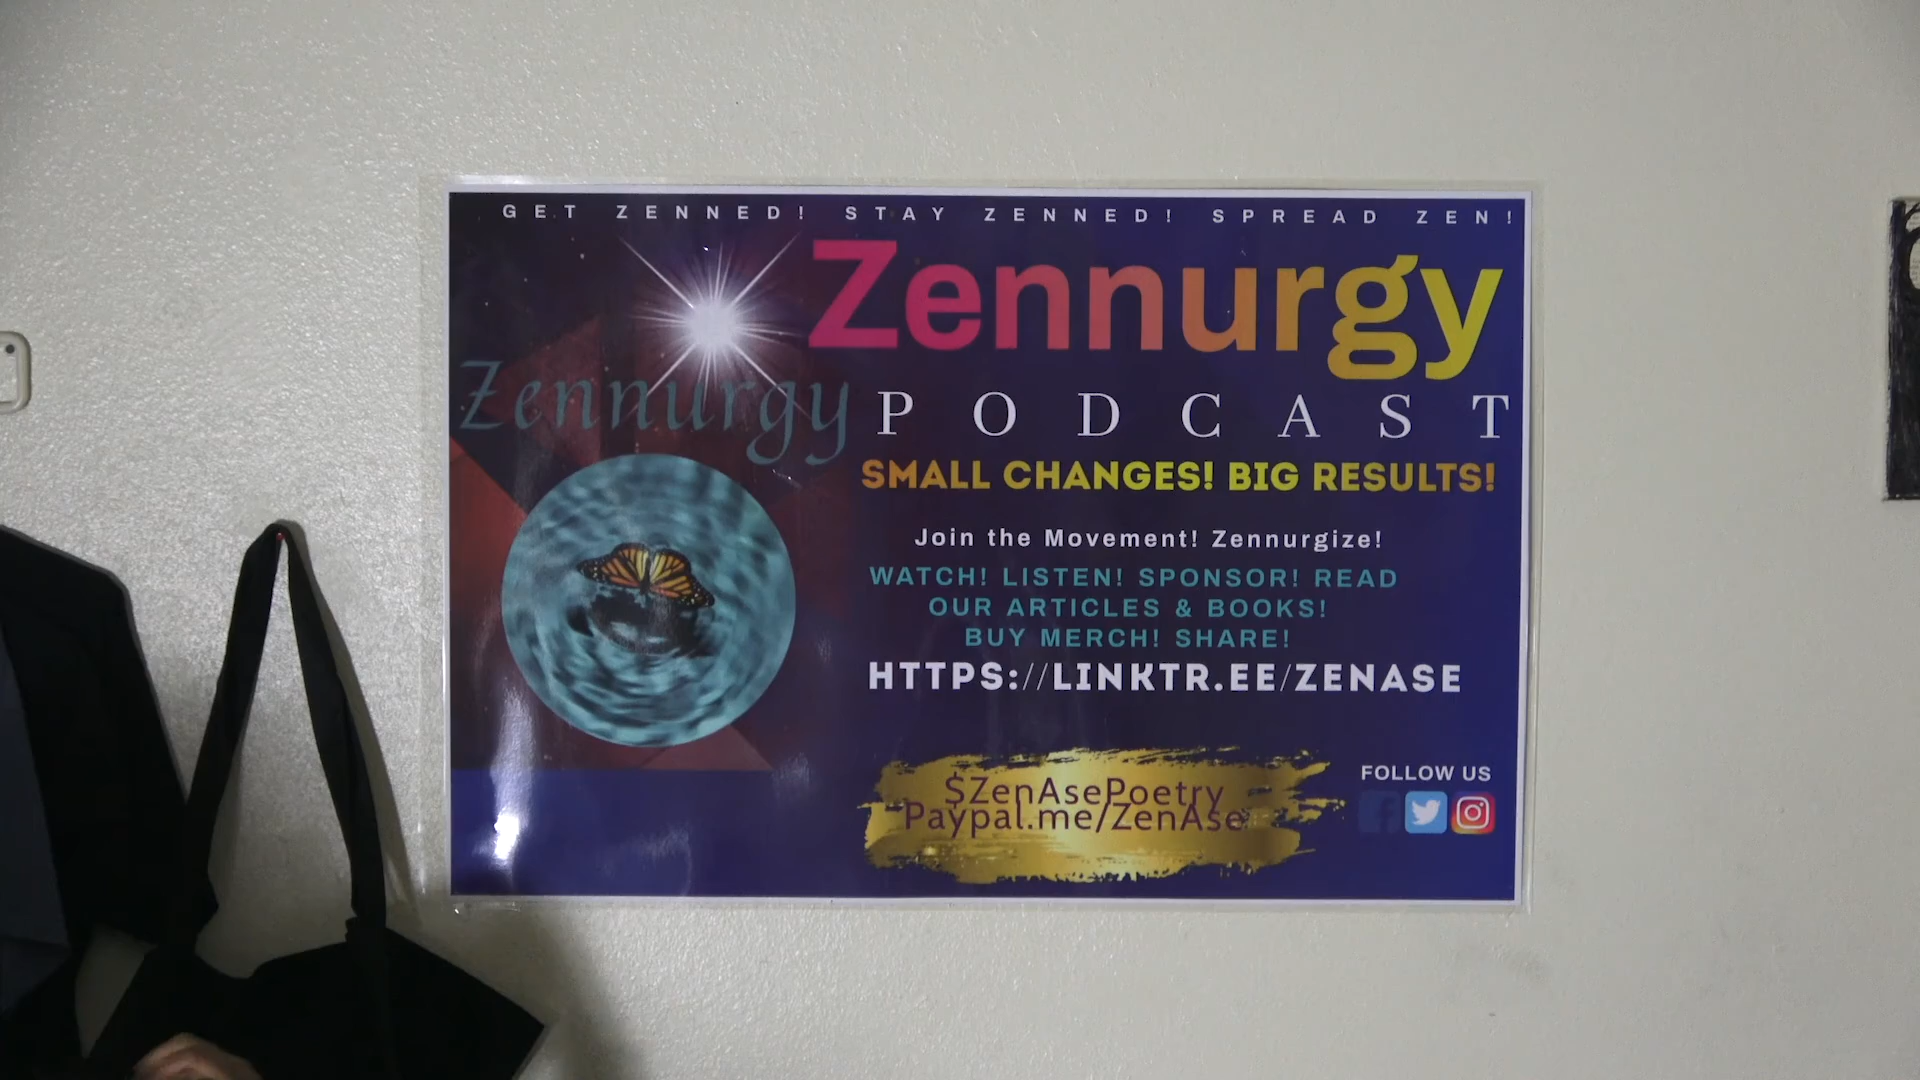 GET ZENNED! STAY ZENNED! SPREAD ZEN!
Zennurgy
Zennurgy
PODCAST
SMALL CHANGES! BIG RESULTS!
Join the Movement! Zennurgize!
WATCH! LISTEN! SPONSOR! READ
OUR ARTICLES & BOOKS!
BUY MERCH! SHARE!
HTTPS://LINKTR.EE/ZENASE
$ZenAsePoetry
Paypal.me/ZenAse
FOLLOW US